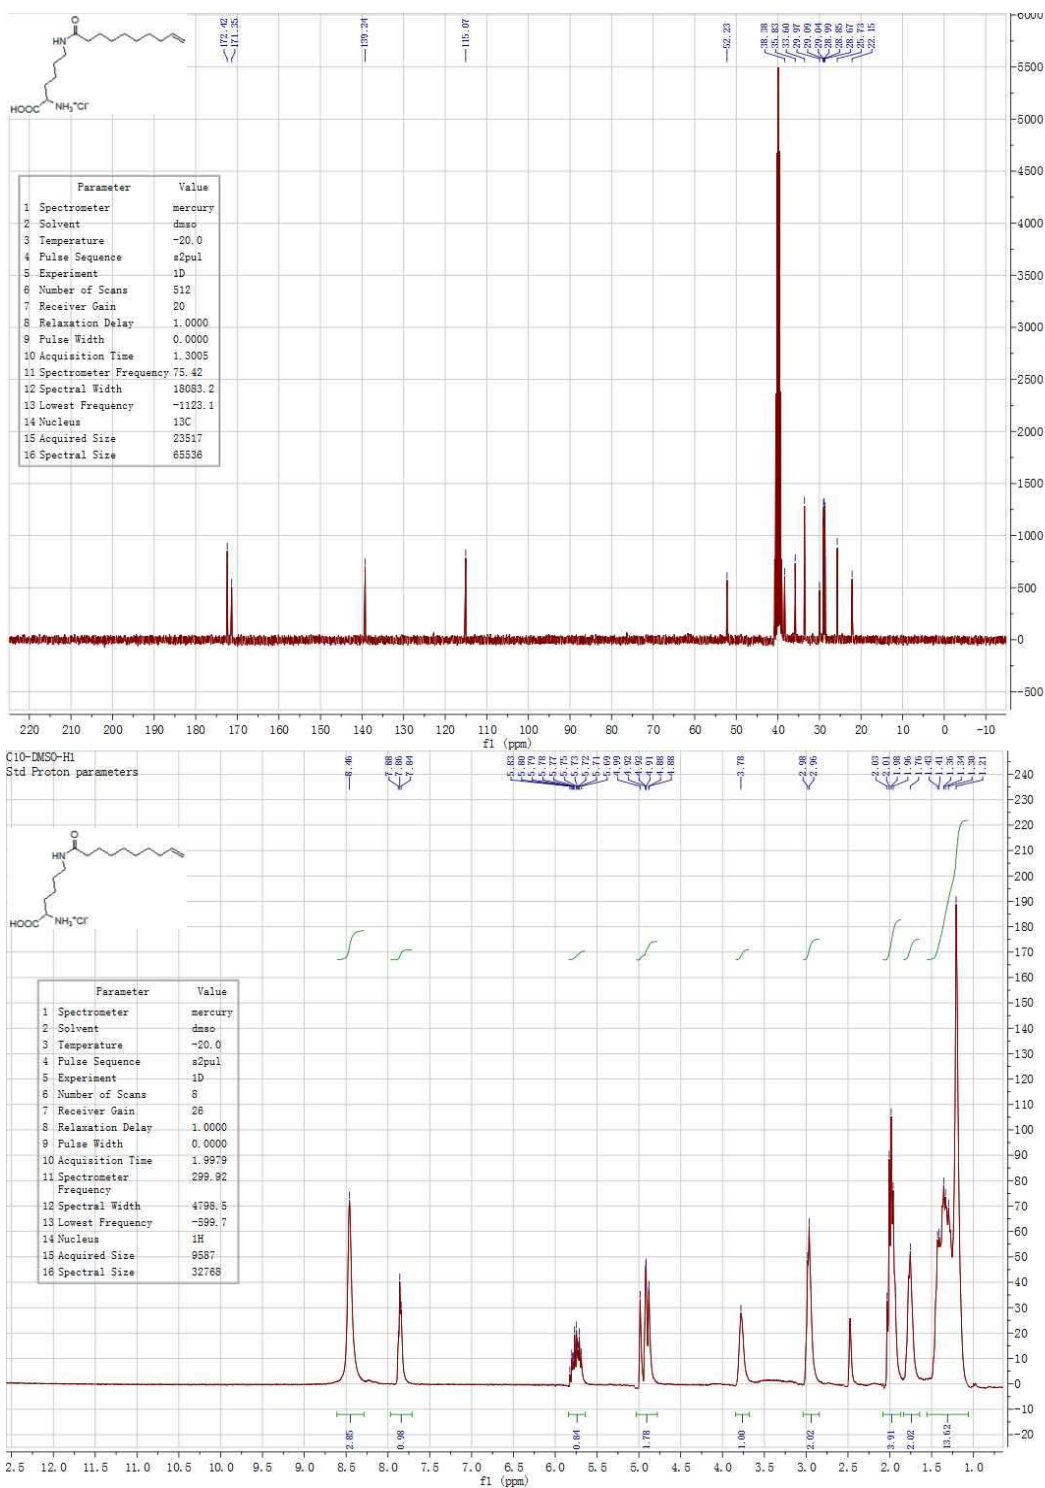 172.42
171.35
139.24
115.07
52.23
38.38
35.83
33.60
29.97
29.09
29.04
28.99
28.85
28.67
25.73
22.15
O
HN
HOOC NH₃⁺Cl⁻
Parameter Value
1 Spectrometer mercury
2 Solvent dmso
3 Temperature -20.0
4 Pulse Sequence s2pul
5 Experiment 1D
6 Number of Scans 512
7 Receiver Gain 20
8 Relaxation Delay 1.0000
9 Pulse Width 0.0000
10 Acquisition Time 1.3005
11 Spectrometer Frequency 75.42
12 Spectral Width 18083.2
13 Lowest Frequency -1123.1
14 Nucleus 13C
15 Acquired Size 23517
16 Spectral Size 65536
6000
5500
5000
4500
4000
3500
3000
2500
2000
1500
1000
500
0
-500
220 210 200 190 180 170 160 150 140 130 120 110 100 90 80 70 60 50 40 30 20 10 0 -10
f1 (ppm)
C10-DMSO-H1
Std Proton parameters
8.46
7.88
7.86
7.84
5.83
5.80
5.79
5.78
5.77
5.75
5.73
5.72
5.71
5.69
4.99
4.92
4.92
4.91
4.88
4.88
3.78
2.98
2.96
2.03
2.01
1.98
1.96
1.76
1.43
1.41
1.36
1.34
1.30
1.21
O
HN
HOOC NH₃⁺Cl⁻
Parameter Value
1 Spectrometer mercury
2 Solvent dmso
3 Temperature -20.0
4 Pulse Sequence s2pul
5 Experiment 1D
6 Number of Scans 8
7 Receiver Gain 26
8 Relaxation Delay 1.0000
9 Pulse Width 0.0000
10 Acquisition Time 1.9979
11 Spectrometer 299.92
Frequency
12 Spectral Width 4798.5
13 Lowest Frequency -599.7
14 Nucleus 1H
15 Acquired Size 9587
16 Spectral Size 32768
240
230
220
210
200
190
180
170
160
150
140
130
120
110
100
90
80
70
60
50
40
30
20
10
0
-10
-20
2.85
0.98
0.84
1.78
1.00
2.02
3.91
2.02
13.62
2.5 12.0 11.5 11.0 10.5 10.0 9.5 9.0 8.5 8.0 7.5 7.0 6.5 6.0 5.5 5.0 4.5 4.0 3.5 3.0 2.5 2.0 1.5 1.0
f1 (ppm)